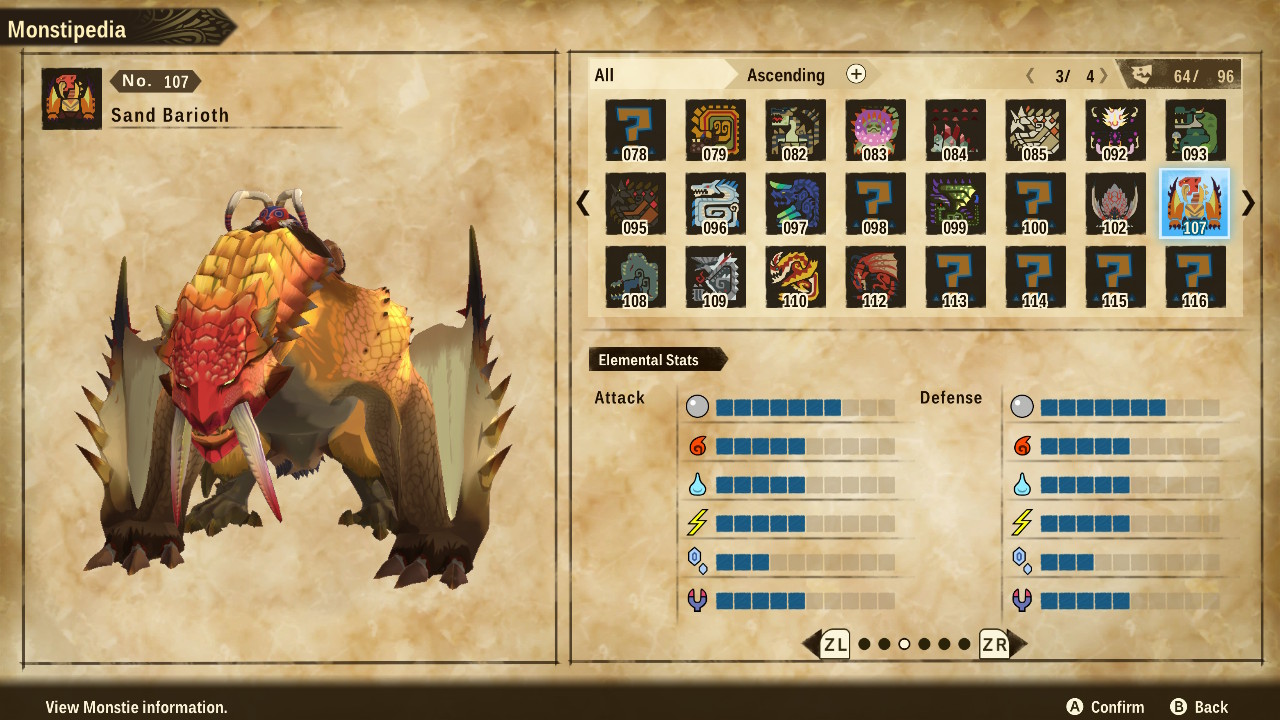 Monstipedia
No. 107
Sand Barioth
All
Ascending
3/ 4
64/ 96
078 079 082 083 084 085 092 093
095 096 097 098 099 100 102 107
108 109 110 112 113 114 115 116
Elemental Stats
Attack
Defense
ZL
ZR
View Monstie information.
A Confirm
B Back